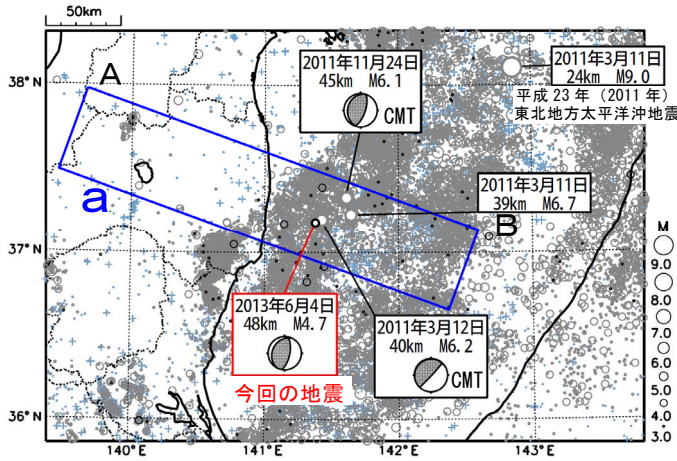 50km
38°N
37°N
36°N
140°E
141°E
142°E
143°E
A
a
B
2011年11月24日
45km M6.1
CMT
2011年3月11日
24km M9.0
平成 23 年（2011 年）
東北地方太平洋沖地震
2011年3月11日
39km M6.7
2013年6月4日
48km M4.7
今回の地震
2011年3月12日
40km M6.2
CMT
M
9.0
8.0
7.0
6.0
5.0
4.0
3.0